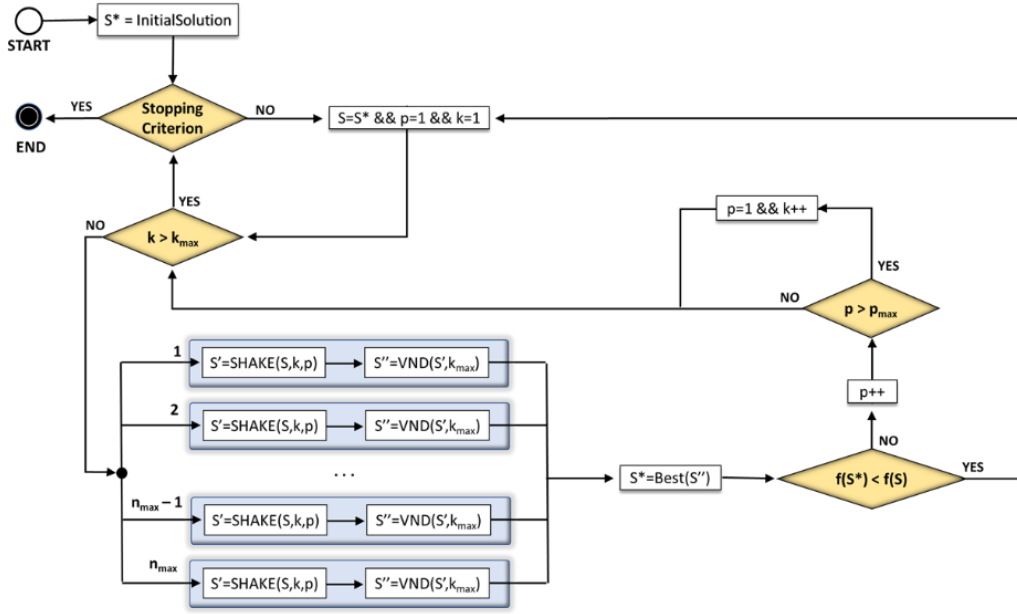 S* = InitialSolution
START
YES
Stopping
Criterion
NO
S=S* && p=1 && k=1
END
YES
NO
k > kmax
p=1 && k++
YES
NO
p > pmax
1
S′=SHAKE(S,k,p)
S′′=VND(S′,kmax)
p++
2
S′=SHAKE(S,k,p)
S′′=VND(S′,kmax)
NO
...
S*=Best(S′′)
f(S*) < f(S)
YES
nmax – 1
S′=SHAKE(S,k,p)
S′′=VND(S′,kmax)
nmax
S′=SHAKE(S,k,p)
S′′=VND(S′,kmax)